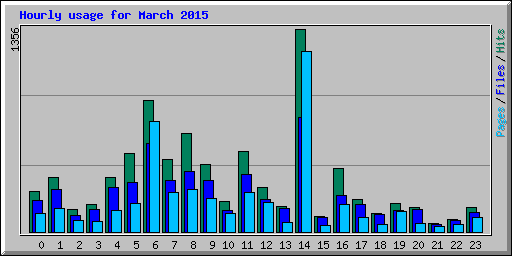 Hourly usage for March 2015
1356
Pages / Files / Hits
0 1 2 3 4 5 6 7 8 9 10 11 12 13 14 15 16 17 18 19 20 21 22 23